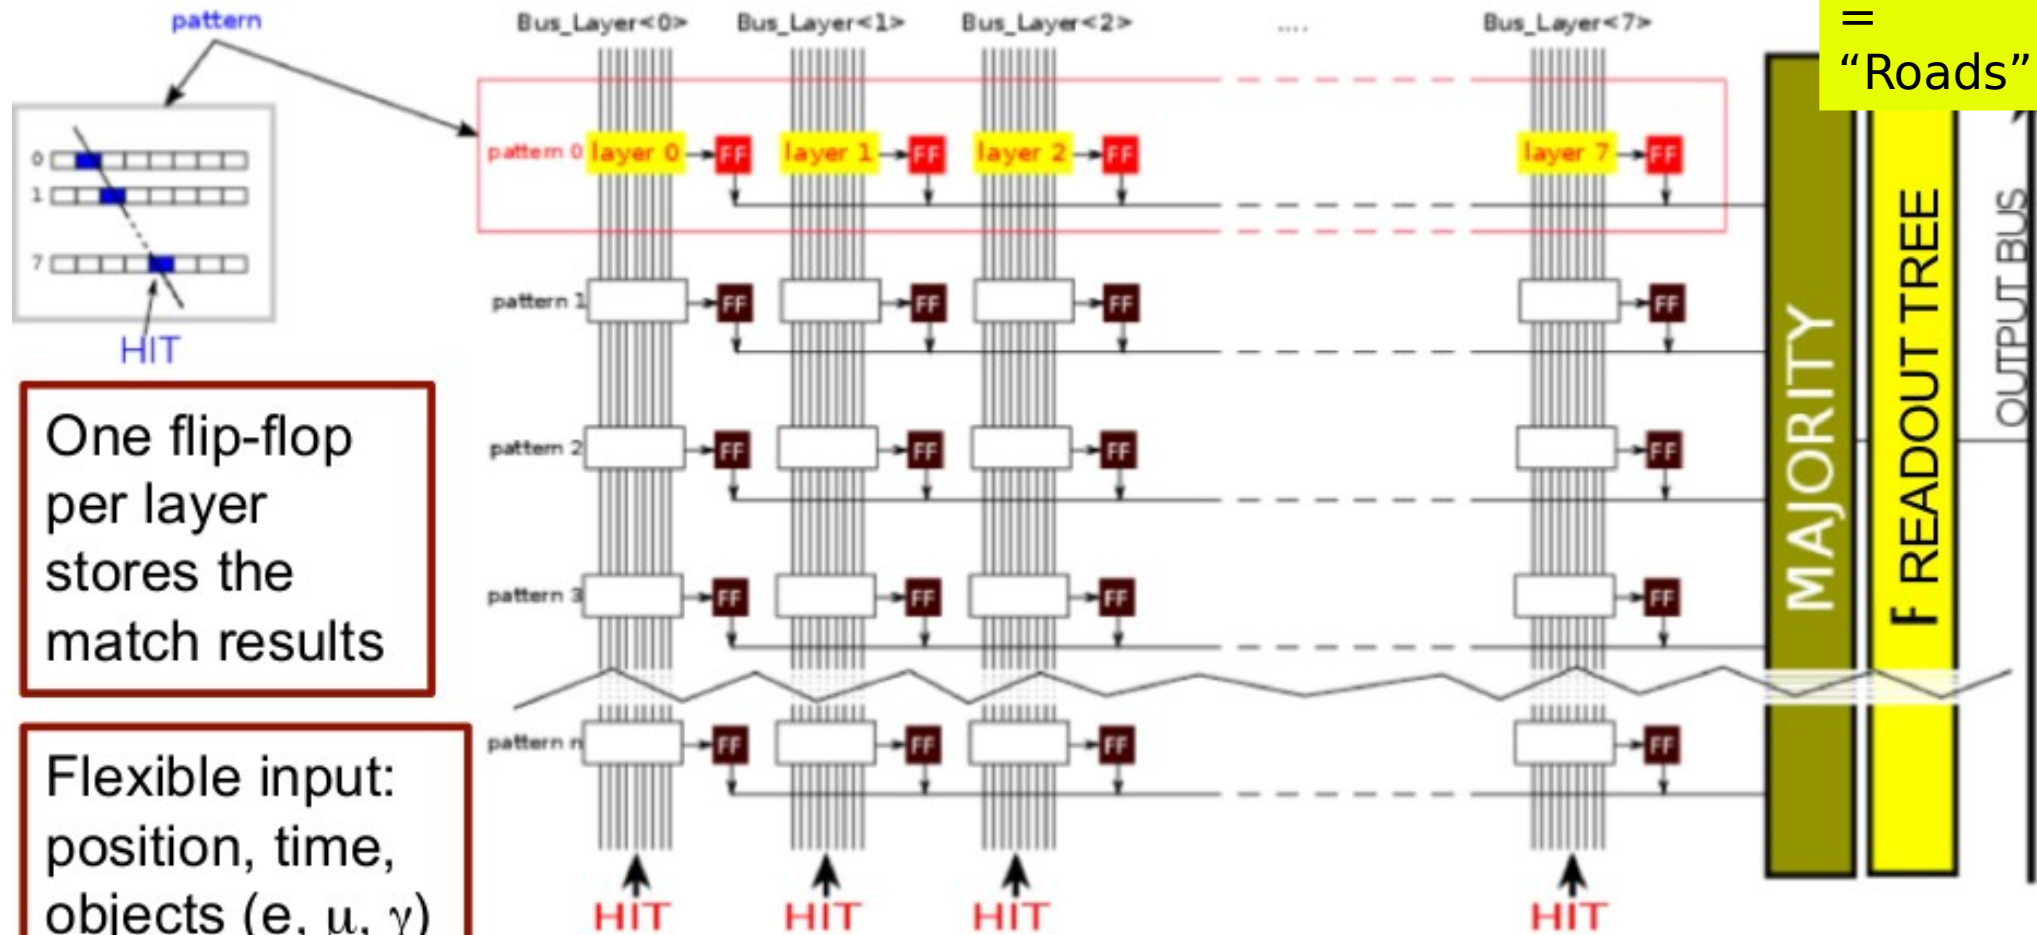 pattern
Bus_Layer<0> Bus_Layer<1> Bus_Layer<2> .... Bus_Layer<7>
=
“Roads”
0
1
7
HIT
pattern 0 layer 0 FF layer 1 FF layer 2 FF layer 7 FF
pattern 1 FF FF FF FF
pattern 2 FF FF FF FF
pattern 3 FF FF FF FF
pattern n FF FF FF FF
HIT HIT HIT HIT
MAJORITY
READOUT TREE
OUTPUT BUS
One flip-flop
per layer
stores the
match results
Flexible input:
position, time,
objects (e, μ, γ)